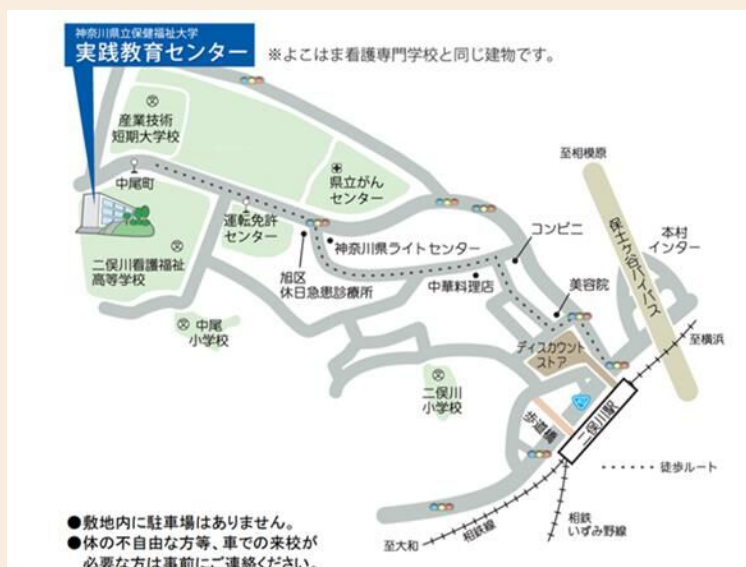 神奈川県立保健福祉大学
実践教育センター
※よこはま看護専門学校と同じ建物です。
産業技術
短期大学校
中尾町
県立がん
センター
運転免許
センター
二俣川看護福祉
高等学校
旭区
休日急患診療所
神奈川県ライトセンター
中華料理店
コンビニ
美容院
至相模原
保土ヶ谷バイパス
本村
インター
至横浜
中尾
小学校
二俣川
小学校
ディスカウント
ストア
歩道橋
二俣川駅
徒歩ルート
相鉄線
至大和
相鉄
いずみ野線
●敷地内に駐車場はありません。
●体の不自由な方等、車での来校が
必要な方は事前にご連絡ください。